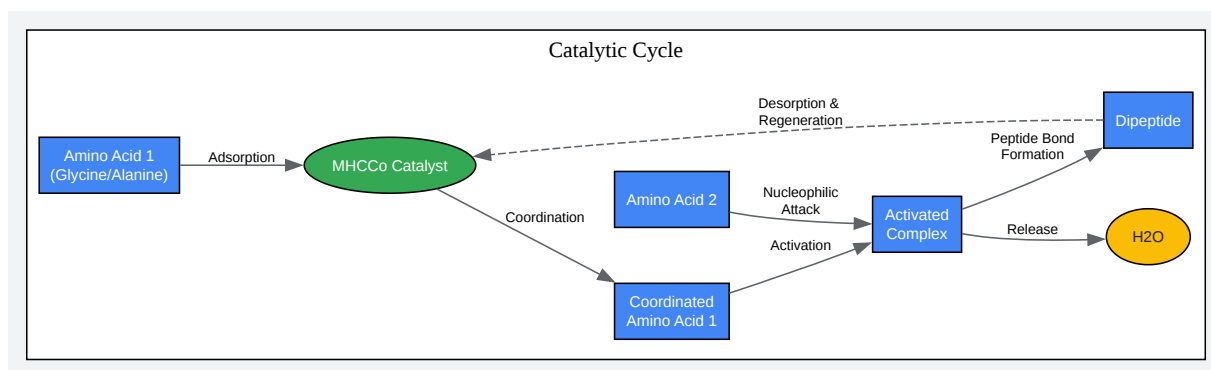 Catalytic Cycle
Amino Acid 1
(Glycine/Alanine)
Adsorption
MHCCo Catalyst
Coordination
Coordinated
Amino Acid 1
Amino Acid 2
Nucleophilic
Attack
Activation
Activated
Complex
Peptide Bond
Formation
Dipeptide
Desorption &
Regeneration
Release
H2O